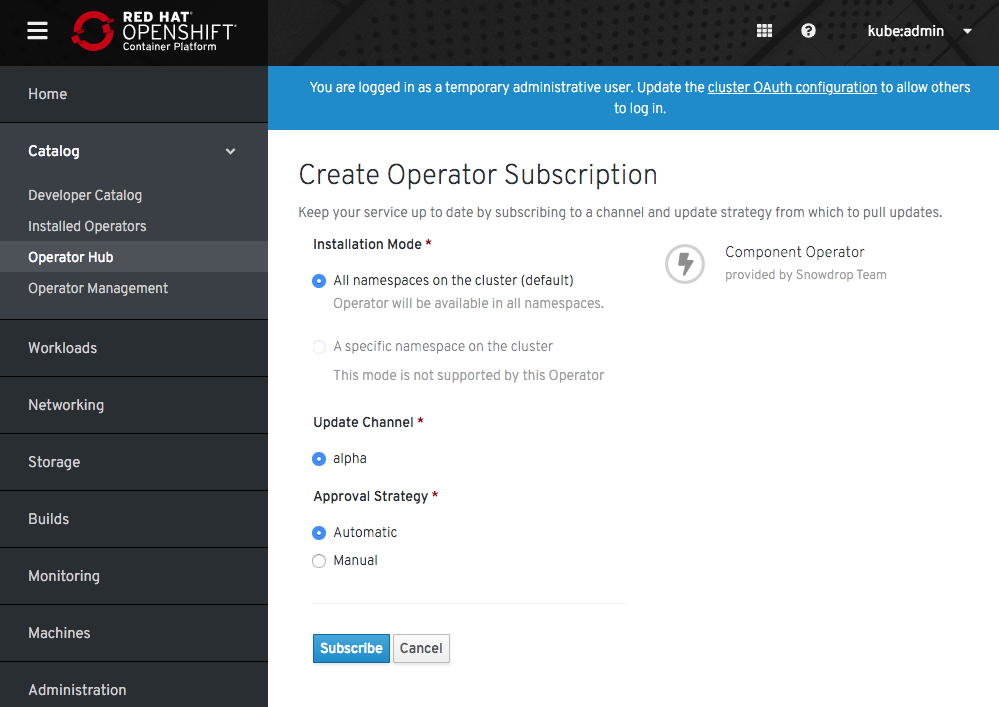 RED HAT®
OPENSHIFT®
Container Platform
kube:admin
Home
Catalog
Developer Catalog
Installed Operators
Operator Hub
Operator Management
Workloads
Networking
Storage
Builds
Monitoring
Machines
Administration
You are logged in as a temporary administrative user. Update the cluster OAuth configuration to allow others
to log in.
Create Operator Subscription
Keep your service up to date by subscribing to a channel and update strategy from which to pull updates.
Installation Mode *
All namespaces on the cluster (default)
Operator will be available in all namespaces.
A specific namespace on the cluster
This mode is not supported by this Operator
Update Channel *
alpha
Approval Strategy *
Automatic
Manual
Subscribe
Cancel
Component Operator
provided by Snowdrop Team